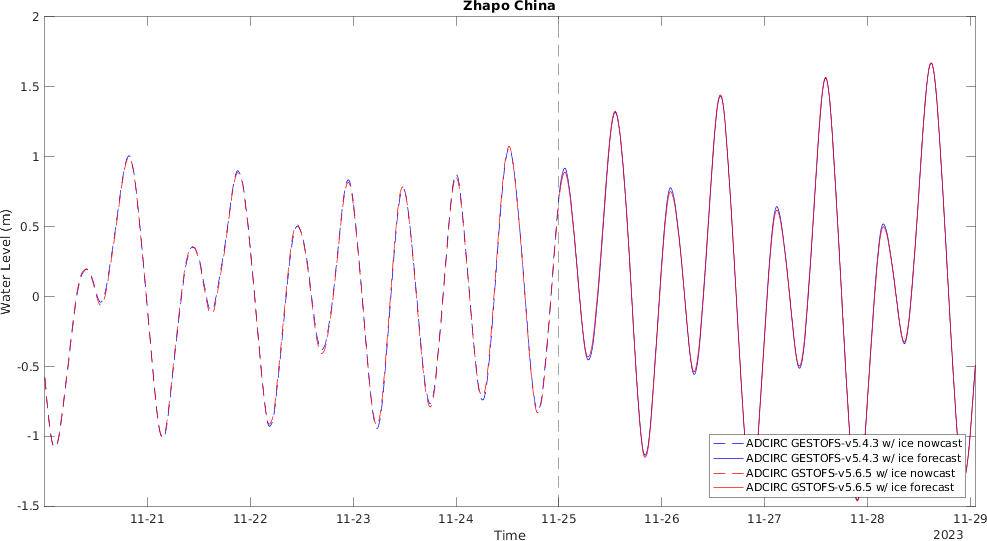 Zhapo China
2
1.5
1
0.5
0
-0.5
-1
-1.5
Water Level (m)
11-21 11-22 11-23 11-24 11-25 11-26 11-27 11-28 11-29
Time
2023
ADCIRC GESTOFS-v5.4.3 w/ ice nowcast
ADCIRC GESTOFS-v5.4.3 w/ ice forecast
ADCIRC GSTOFS-v5.6.5 w/ ice nowcast
ADCIRC GSTOFS-v5.6.5 w/ ice forecast